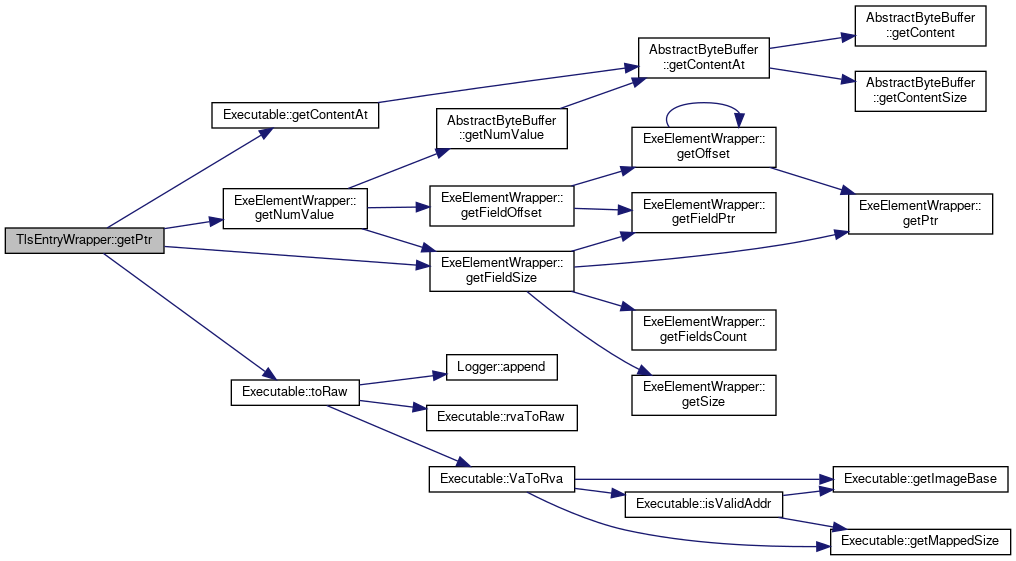 TlsEntryWrapper::getPtr
Executable::getContentAt
ExeElementWrapper::
getNumValue
ExeElementWrapper::
getFieldSize
Executable::toRaw
AbstractByteBuffer
::getNumValue
ExeElementWrapper::
getFieldOffset
Logger::append
Executable::rvaToRaw
Executable::VaToRva
AbstractByteBuffer
::getContentAt
ExeElementWrapper::
getOffset
ExeElementWrapper::
getFieldPtr
ExeElementWrapper::
getFieldsCount
ExeElementWrapper::
getSize
Executable::isValidAddr
AbstractByteBuffer
::getContent
AbstractByteBuffer
::getContentSize
ExeElementWrapper::
getPtr
Executable::getImageBase
Executable::getMappedSize